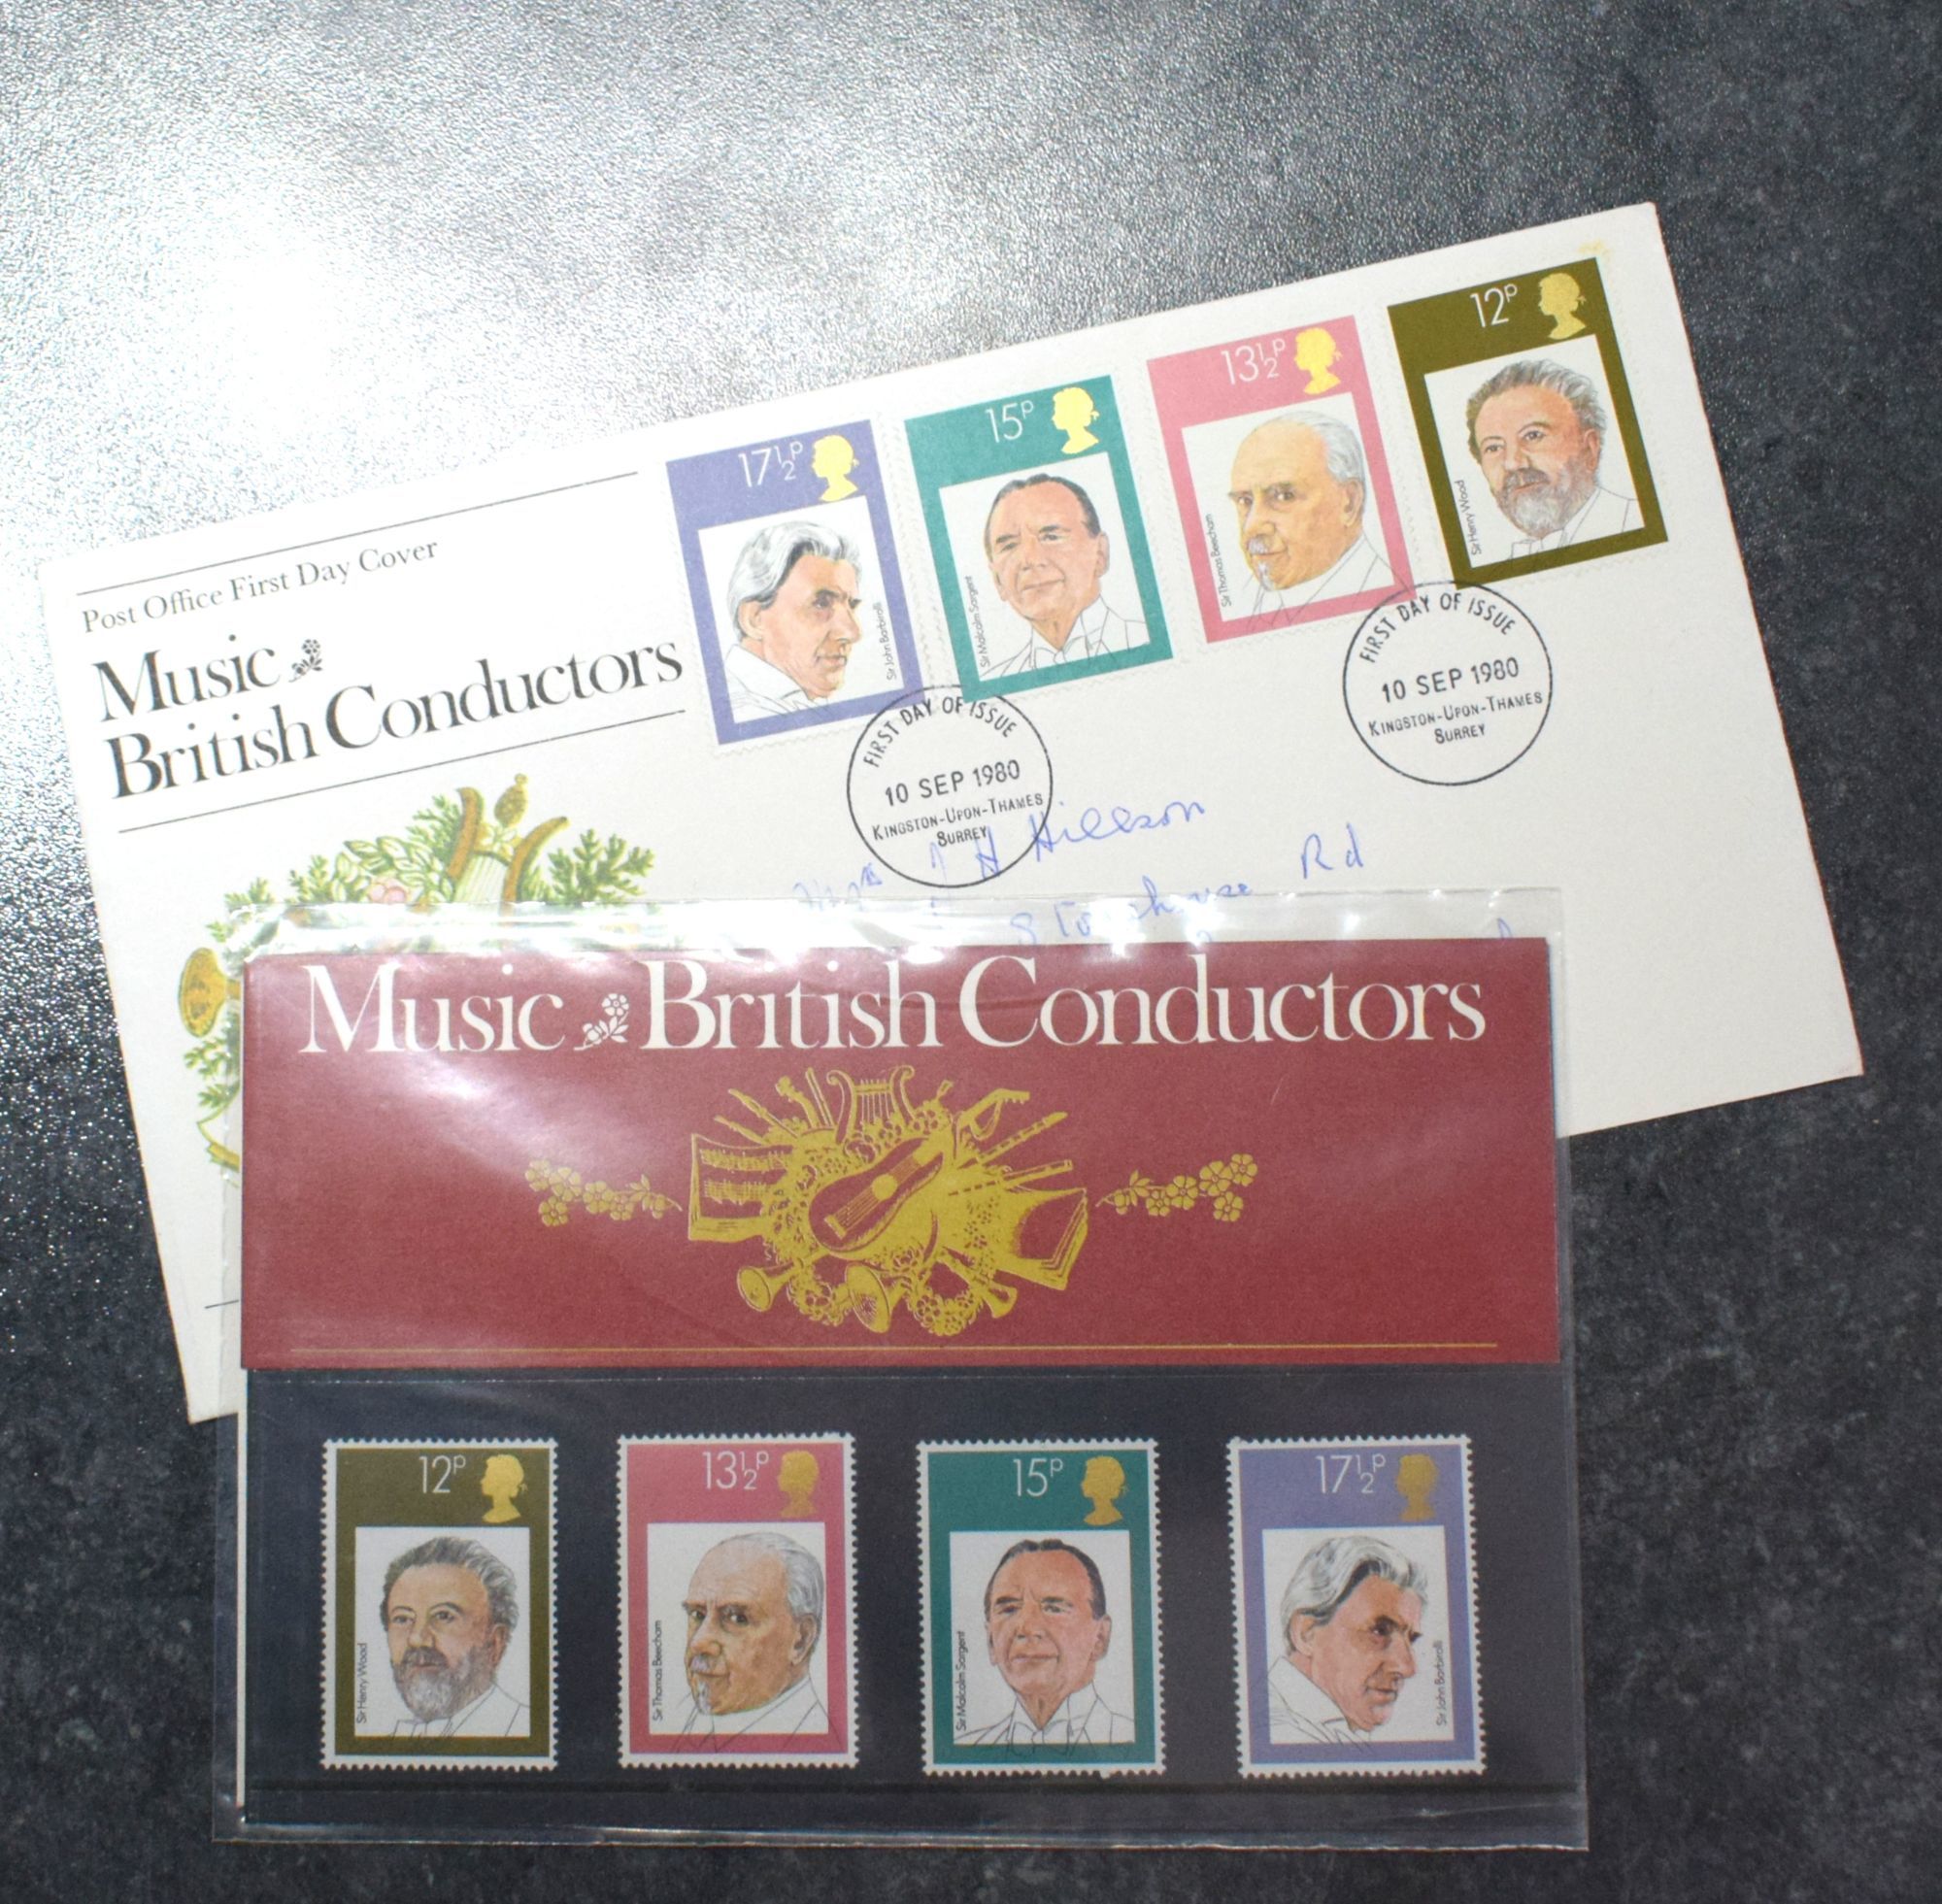 Post Office First Day Cover
Music
British Conductors
17½P
Sir John Barbirolli
15P
Sir Malcolm Sargent
13½P
Sir Thomas Beecham
12P
Sir Henry Wood
FIRST DAY OF ISSUE
10 SEP 1980
KINGSTON-UPON-THAMES
SURREY
FIRST DAY OF ISSUE
10 SEP 1980
KINGSTON-UPON-THAMES
SURREY
H Hillson
Rd
Music British Conductors
12P
Sir Henry Wood
13½P
Sir Thomas Beecham
15P
Sir Malcolm Sargent
17½P
Sir John Barbirolli